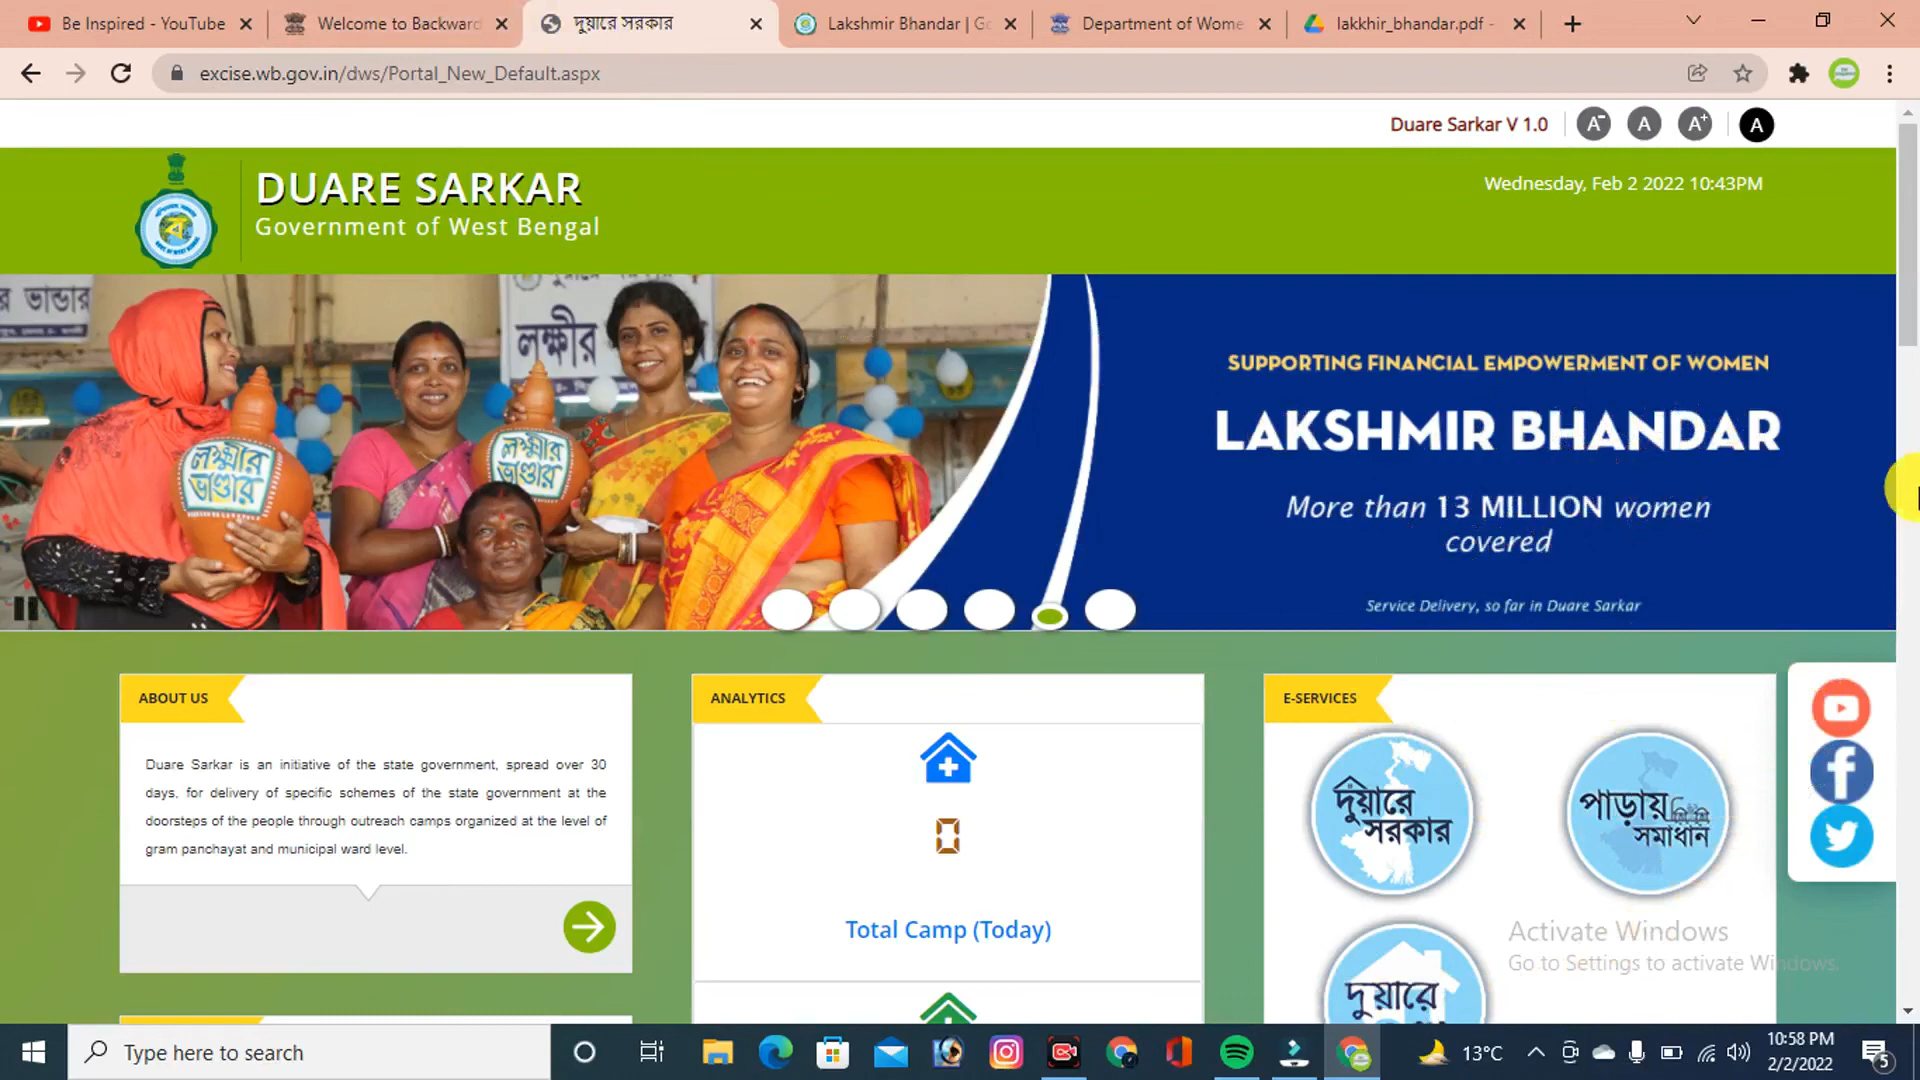 Be Inspired - YouTube
Welcome to Backward
দুয়ারে সরকার
Lakshmir Bhandar | Go
Department of Wome
lakkhir_bhandar.pdf -
excise.wb.gov.in/dws/Portal_New_Default.aspx
Duare Sarkar V 1.0
A-
A
A+
A
DUARE SARKAR
Government of West Bengal
Wednesday, Feb 2 2022 10:43PM
র ভান্ডার
লক্ষীর
লক্ষ্মীর
ভাণ্ডার
লক্ষ্মীর
ভাণ্ডার
SUPPORTING FINANCIAL EMPOWERMENT OF WOMEN
LAKSHMIR BHANDAR
More than 13 MILLION women
covered
Service Delivery, so far in Duare Sarkar
ABOUT US
Duare Sarkar is an initiative of the state government, spread over 30
days, for delivery of specific schemes of the state government at the
doorsteps of the people through outreach camps organized at the level of
gram panchayat and municipal ward level.
ANALYTICS
0
Total Camp (Today)
E-SERVICES
দুয়ারে
সরকার
পাড়ায়
সমাধান
দুয়ারে
Activate Windows
Go to Settings to activate Windows.
Type here to search
13°C
10:58 PM
2/2/2022
5